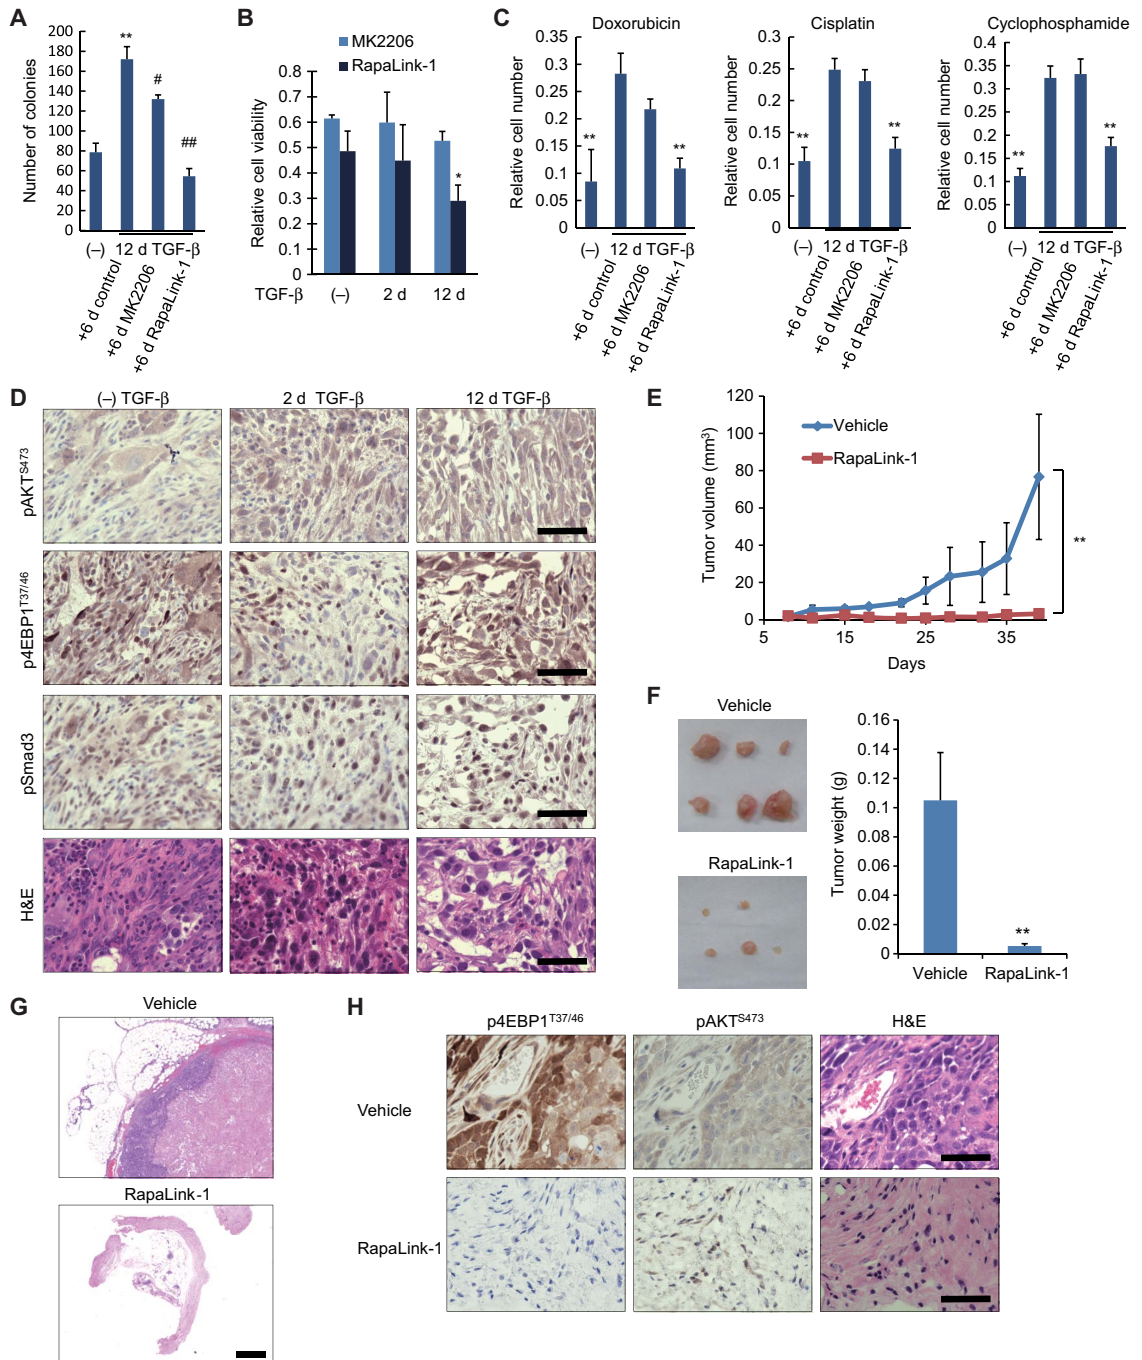 A
Number of colonies
200
180
160
140
120
100
80
60
40
20
0
**
#
##
(–)
12 d TGF-β
+6 d control
+6 d MK2206
+6 d RapaLink-1
B
MK2206
RapaLink-1
Relative cell viability
0.8
0.7
0.6
0.5
0.4
0.3
0.2
0.1
0
*
TGF-β (–) 2 d 12 d
C
Doxorubicin
Relative cell number
0.35
0.3
0.25
0.2
0.15
0.1
0.05
0
**
**
(–)
12 d TGF-β
+6 d control
+6 d MK2206
+6 d RapaLink-1
Cisplatin
Relative cell number
0.3
0.25
0.2
0.15
0.1
0.05
0
**
**
(–)
12 d TGF-β
+6 d control
+6 d MK2206
+6 d RapaLink-1
Cyclophosphamide
Relative cell number
0.4
0.35
0.3
0.25
0.2
0.15
0.1
0.05
0
**
**
(–)
12 d TGF-β
+6 d control
+6 d MK2206
+6 d RapaLink-1
D
(–) TGF-β 2 d TGF-β 12 d TGF-β
pAKTS473
p4EBP1T37/46
pSmad3
H&E
E
Tumor volume (mm³)
120
100
80
60
40
20
0
Vehicle
RapaLink-1
**
5 15 25 35
Days
F
Vehicle
RapaLink-1
Tumor weight (g)
0.16
0.14
0.12
0.1
0.08
0.06
0.04
0.02
0
**
Vehicle RapaLink-1
G
Vehicle
RapaLink-1
H
p4EBP1T37/46 pAKTS473 H&E
Vehicle
RapaLink-1